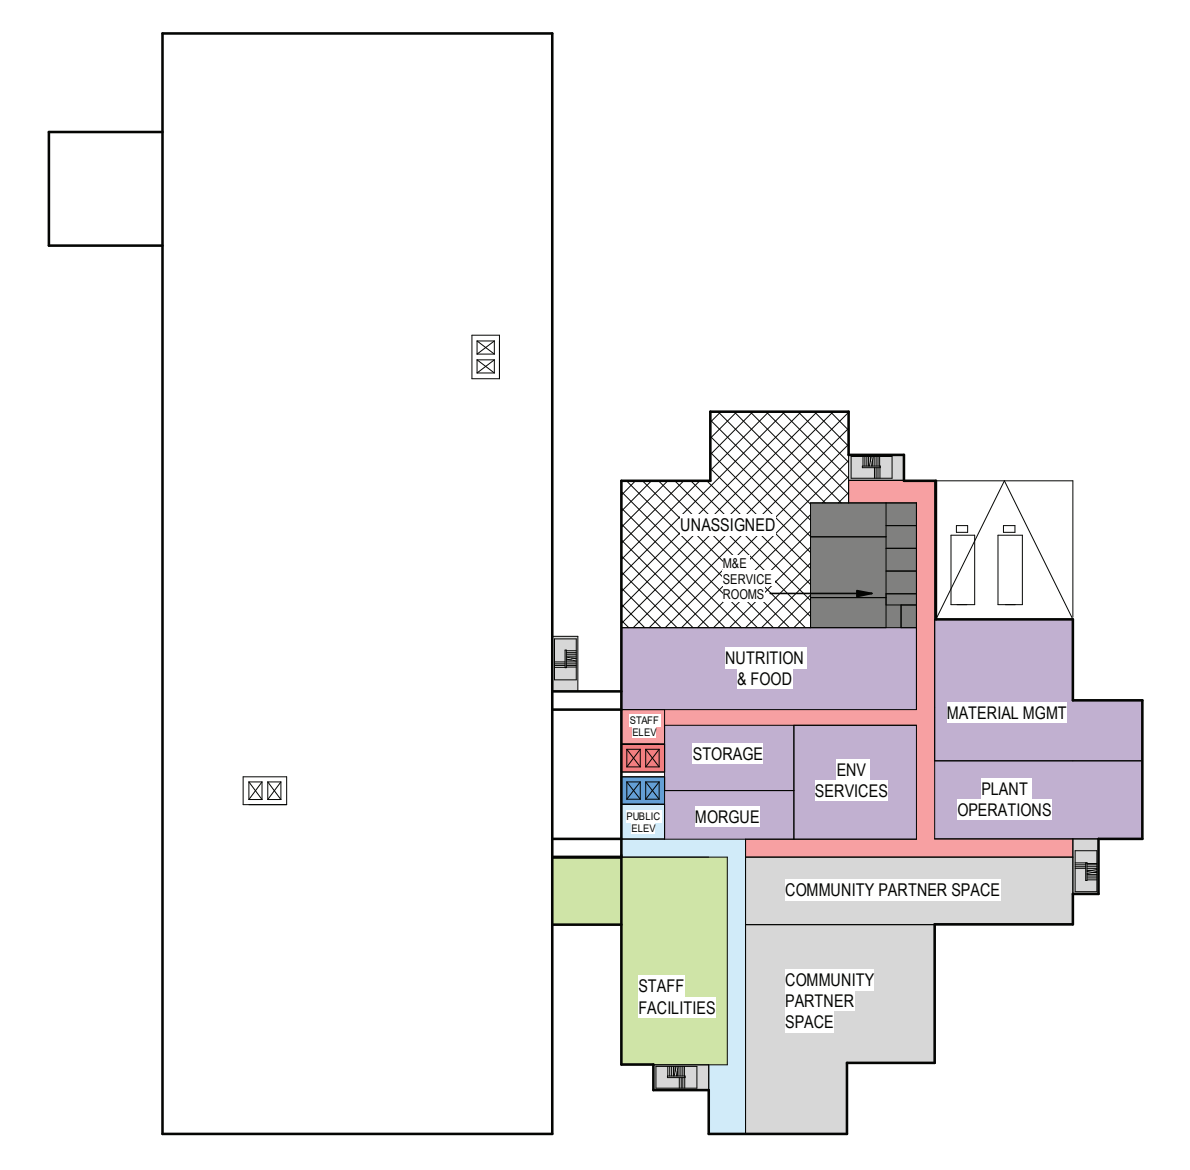 UNASSIGNED
M&E
SERVICE
ROOMS
NUTRITION
& FOOD
MATERIAL MGMT
STAFF
ELEV
STORAGE
ENV
SERVICES
PLANT
OPERATIONS
MORGUE
PUBLIC
ELEV
COMMUNITY PARTNER SPACE
STAFF
FACILITIES
COMMUNITY
PARTNER
SPACE